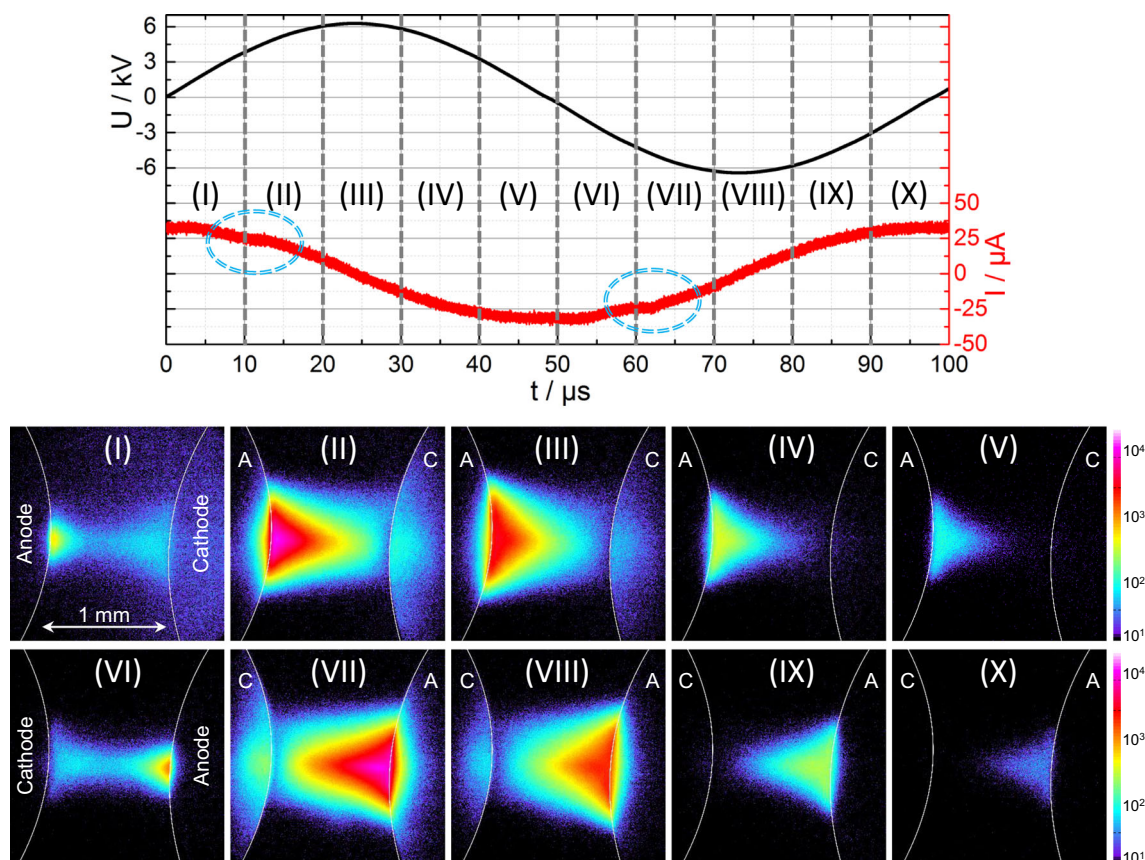 U / kV
6
3
0
-3
-6
(I) (II) (III) (IV) (V) (VI) (VII) (VIII) (IX) (X)
50
25
0
-25
-50
I / µA
0 10 20 30 40 50 60 70 80 90 100
t / µs
(I) (II) (III) (IV) (V)
Anode Cathode A C A C A C A C
1 mm
10⁴
10³
10²
10¹
(VI) (VII) (VIII) (IX) (X)
Cathode Anode C A C A C A C A
10⁴
10³
10²
10¹